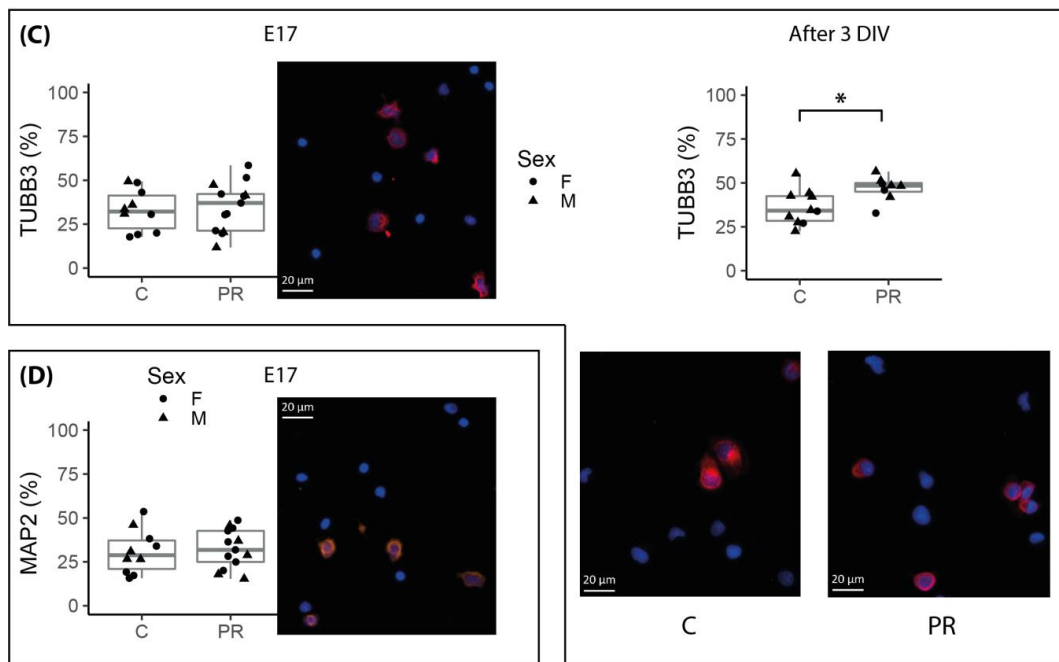 (C)
E17
After 3 DIV
TUBB3 (%)
100
75
50
25
0
C
PR
20 µm
Sex
F
M
TUBB3 (%)
100
75
50
25
0
*
C
PR
(D)
Sex
F
M
E17
MAP2 (%)
100
75
50
25
0
C
PR
20 µm
20 µm
C
20 µm
PR